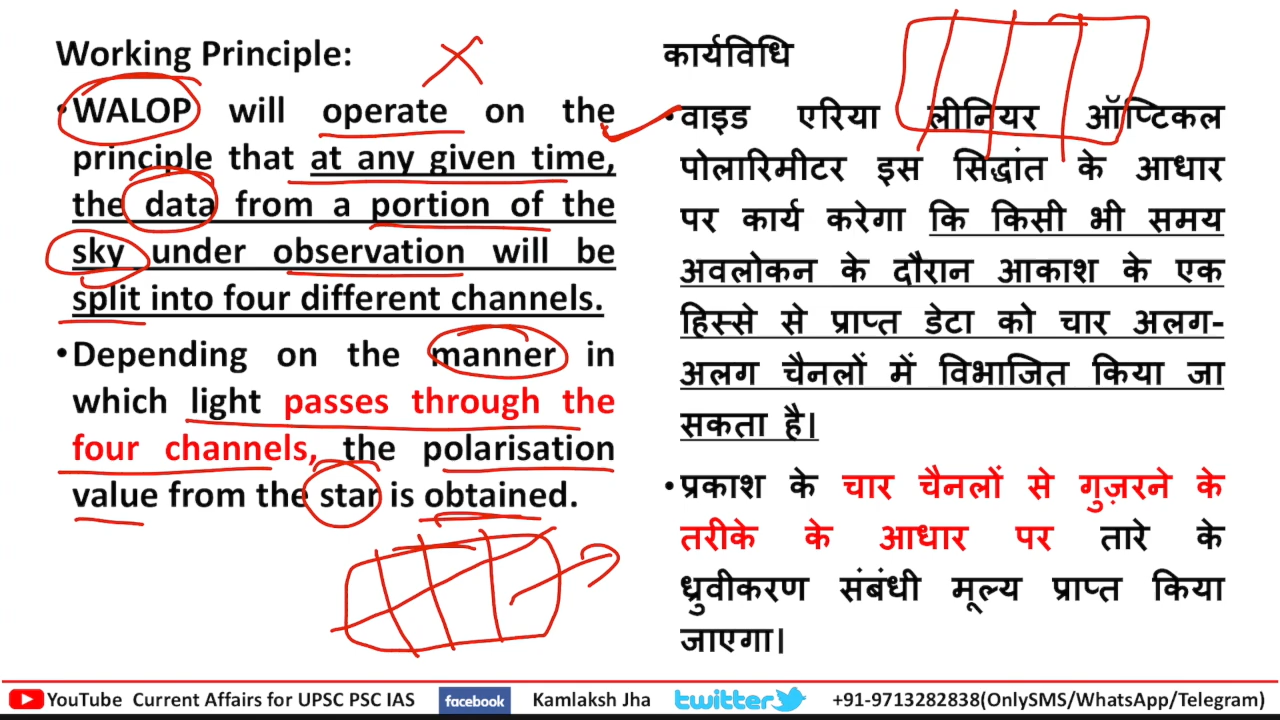 Working Principle:
•WALOP will operate on the
principle that at any given time,
the data from a portion of the
sky under observation will be
split into four different channels.
•Depending on the manner in
which light passes through the
four channels, the polarisation
value from the star is obtained.
कार्यविधि
•वाइड एरिया लीनियर ऑप्टिकल
पोलारिमीटर इस सिद्धांत के आधार
पर कार्य करेगा कि किसी भी समय
अवलोकन के दौरान आकाश के एक
हिस्से से प्राप्त डेटा को चार अलग-
अलग चैनलों में विभाजित किया जा
सकता है।
•प्रकाश के चार चैनलों से गुज़रने के
तरीके के आधार पर तारे के
ध्रुवीकरण संबंधी मूल्य प्राप्त किया
जाएगा।
YouTube Current Affairs for UPSC PSC IAS facebook Kamlaksh Jha twitter +91-9713282838(OnlySMS/WhatsApp/Telegram)